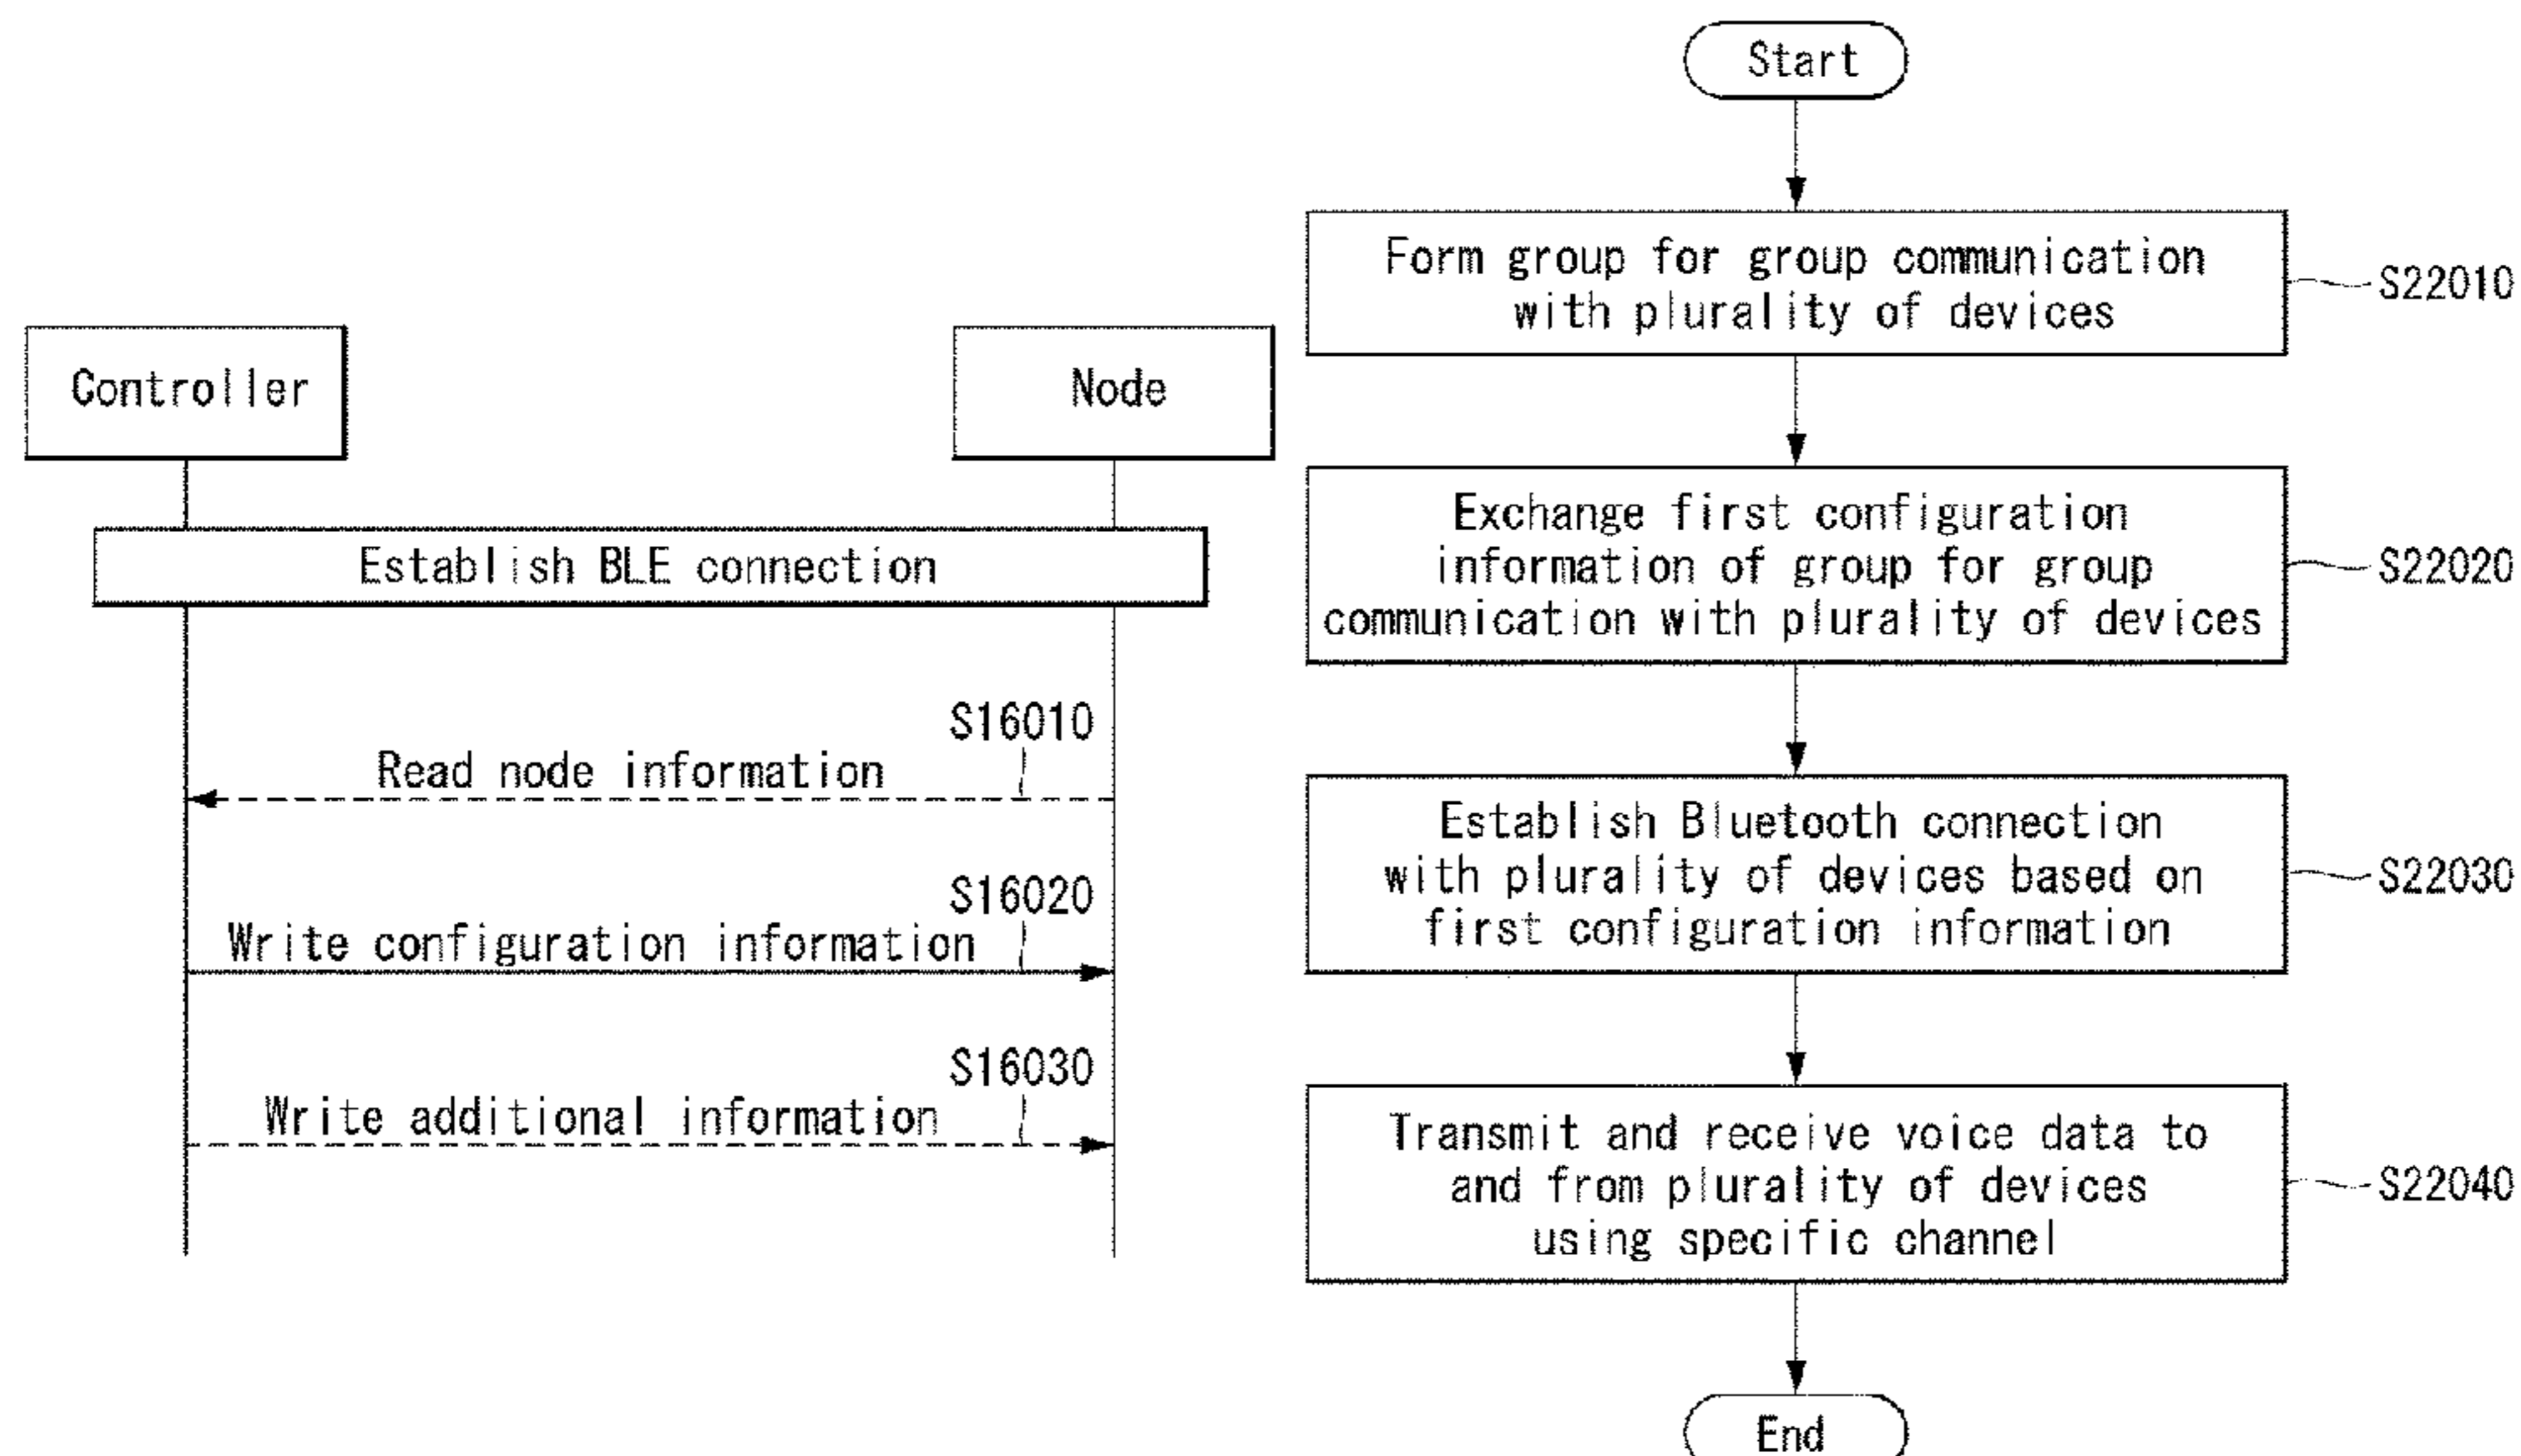 Controller
Node
Establish BLE connection
S16010
Read node information
S16020
Write configuration information
S16030
Write additional information
Start
Form group for group communication
with plurality of devices
S22010
Exchange first configuration
information of group for group
communication with plurality of devices
S22020
Establish Bluetooth connection
with plurality of devices based on
first configuration information
S22030
Transmit and receive voice data to
and from plurality of devices
using specific channel
S22040
End